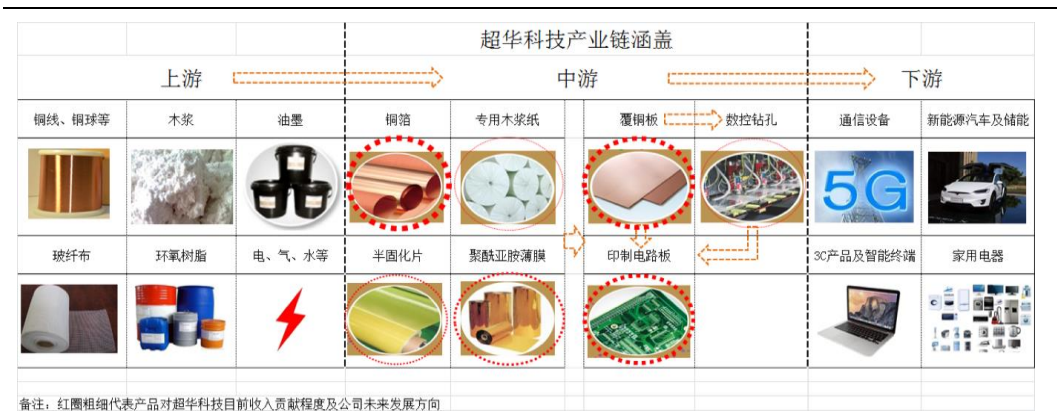 超华科技产业链涵盖
上游 中游 下游
铜线、铜球等 木浆 油墨 铜箔 专用木浆纸 覆铜板 数控钻孔 通信设备 新能源汽车及储能
5G
玻纤布 环氧树脂 电、气、水等 半固化片 聚酰亚胺薄膜 印制电路板 3C产品及智能终端 家用电器
备注：红圈粗细代表产品对超华科技目前收入贡献程度及公司未来发展方向